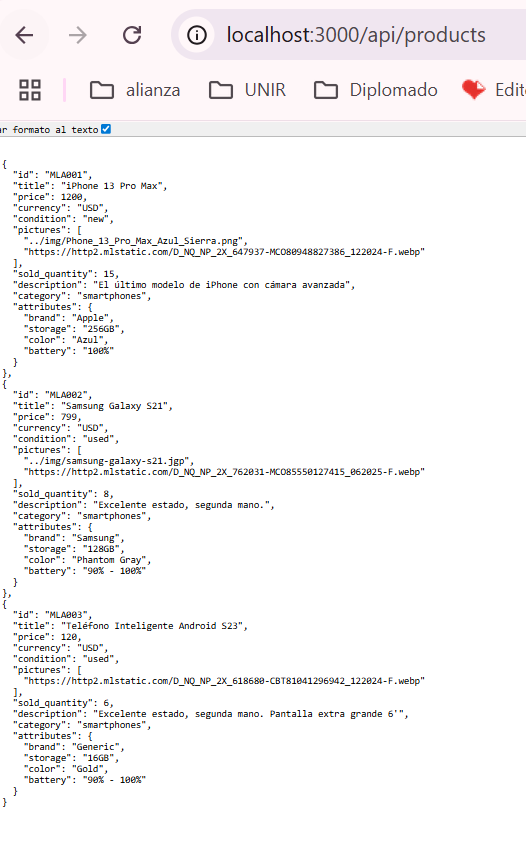 localhost:3000/api/products
alianza UNIR Diplomado Edit
ar formato al texto
{
"id": "MLA001",
"title": "iPhone 13 Pro Max",
"price": 1200,
"currency": "USD",
"condition": "new",
"pictures": [
"../img/Phone_13_Pro_Max_Azul_Sierra.png",
"https://http2.mlstatic.com/D_NQ_NP_2X_647937-MCO80948827386_122024-F.webp"
],
"sold_quantity": 15,
"description": "El último modelo de iPhone con cámara avanzada",
"category": "smartphones",
"attributes": {
"brand": "Apple",
"storage": "256GB",
"color": "Azul",
"battery": "100%"
}
},
{
"id": "MLA002",
"title": "Samsung Galaxy S21",
"price": 799,
"currency": "USD",
"condition": "used",
"pictures": [
"../img/samsung-galaxy-s21.jgp",
"https://http2.mlstatic.com/D_NQ_NP_2X_762031-MCO85550127415_062025-F.webp"
],
"sold_quantity": 8,
"description": "Excelente estado, segunda mano.",
"category": "smartphones",
"attributes": {
"brand": "Samsung",
"storage": "128GB",
"color": "Phantom Gray",
"battery": "90% - 100%"
}
},
{
"id": "MLA003",
"title": "Teléfono Inteligente Android S23",
"price": 120,
"currency": "USD",
"condition": "used",
"pictures": [
"https://http2.mlstatic.com/D_NQ_NP_2X_618680-CBT81041296942_122024-F.webp"
],
"sold_quantity": 6,
"description": "Excelente estado, segunda mano. Pantalla extra grande 6'",
"category": "smartphones",
"attributes": {
"brand": "Generic",
"storage": "16GB",
"color": "Gold",
"battery": "90% - 100%"
}
}